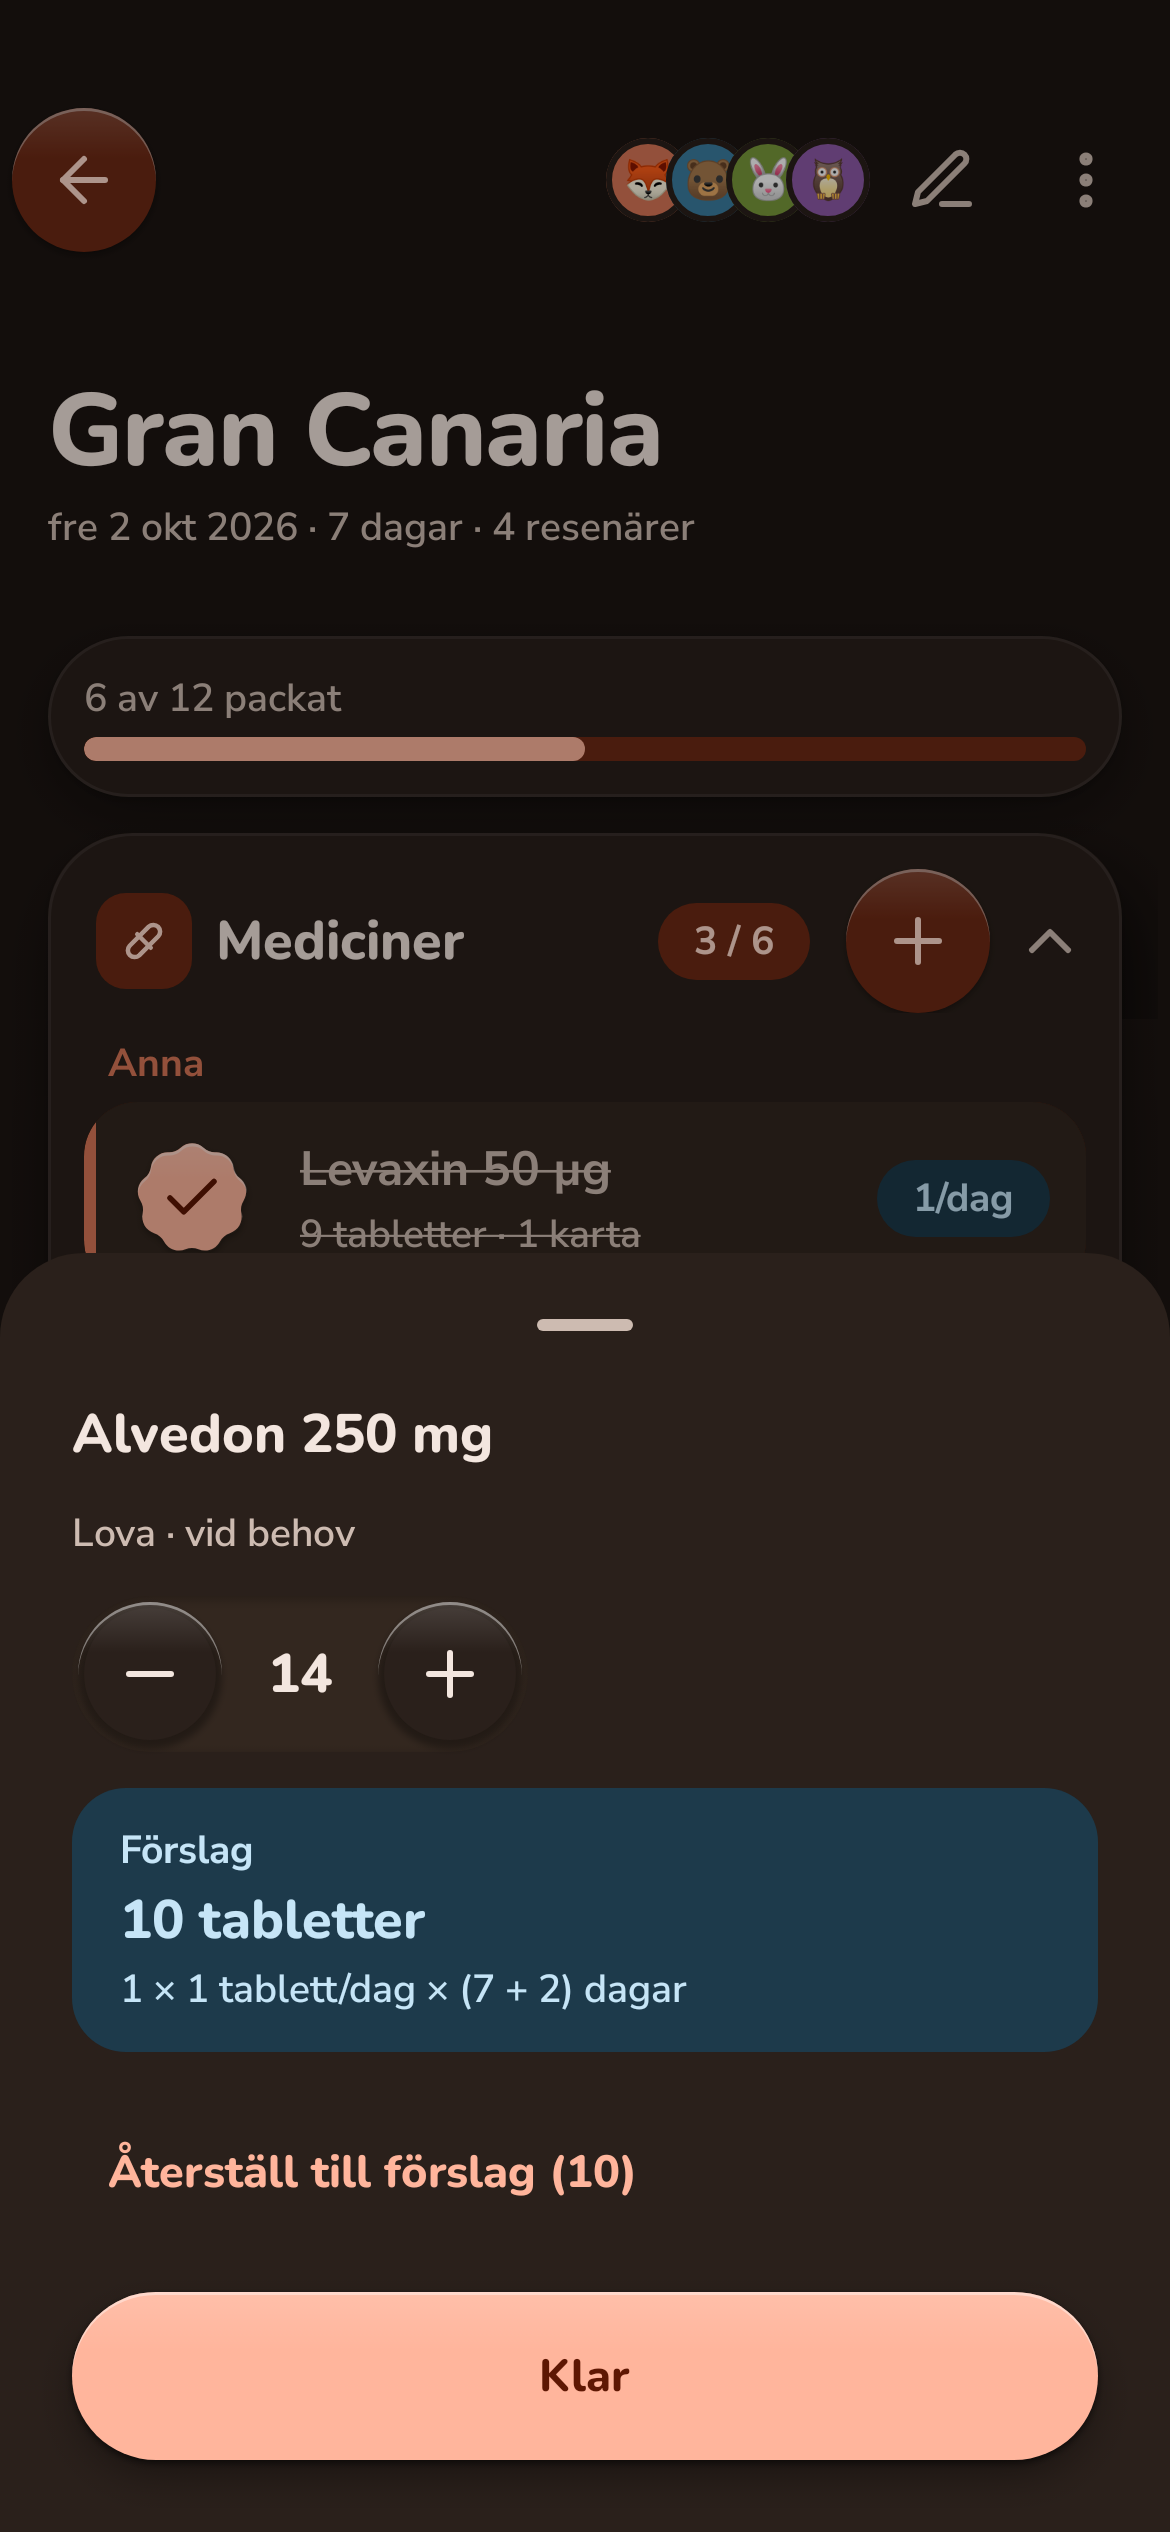 Gran Canaria
fre 2 okt 2026 · 7 dagar · 4 resenärer
6 av 12 packat
Mediciner
3 / 6
Anna
Levaxin 50 µg
9 tabletter · 1 karta
1/dag
Alvedon 250 mg
Lova · vid behov
14
Förslag
10 tabletter
1 × 1 tablett/dag × (7 + 2) dagar
Återställ till förslag (10)
Klar